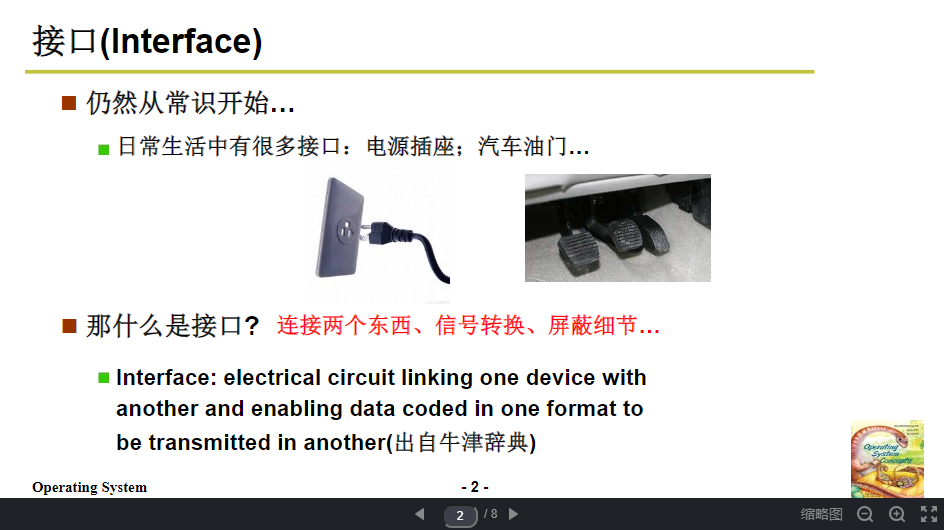 接口(Interface)
仍然从常识开始…
日常生活中有很多接口：电源插座；汽车油门…
那什么是接口? 连接两个东西、信号转换、屏蔽细节…
Interface: electrical circuit linking one device with
another and enabling data coded in one format to
be transmitted in another(出自牛津辞典)
Operating
System
Concepts
Operating System
- 2 -
2 / 8
缩略图